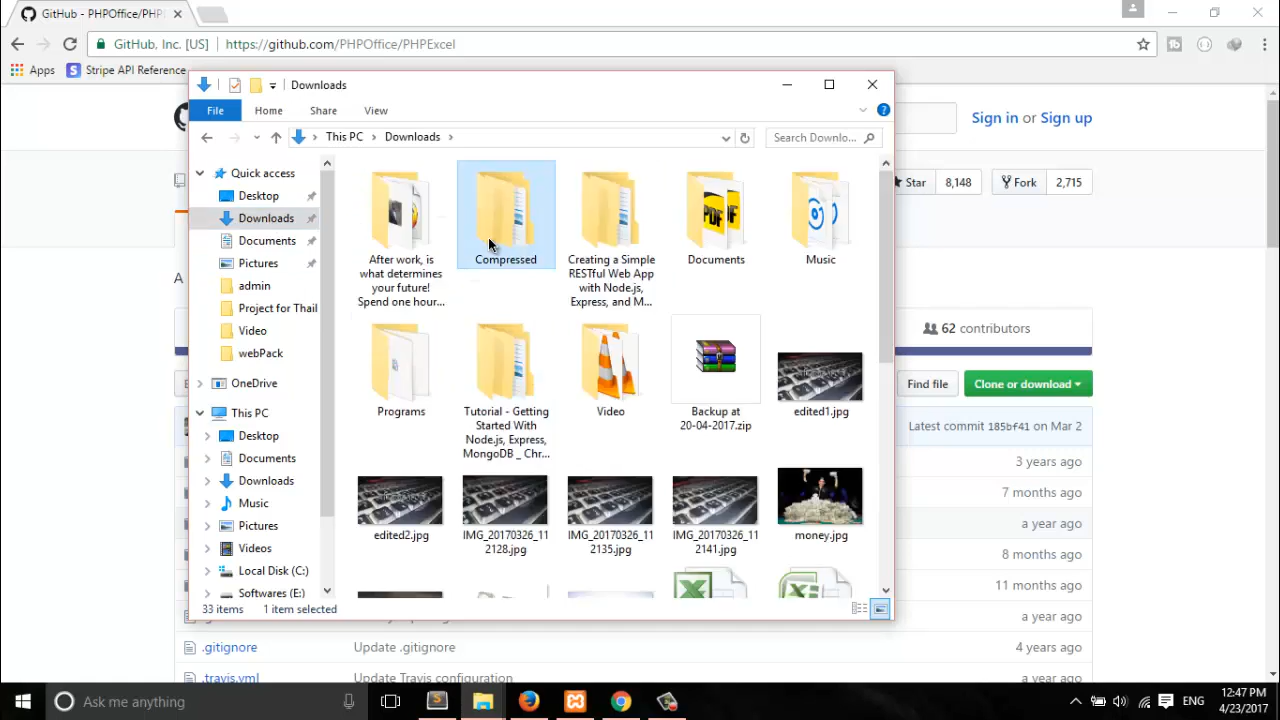 GitHub - PHPOffice/PHPE
GitHub, Inc. [US]
https://github.com/PHPOffice/PHPExcel
Apps
Stripe API Reference
Downloads
File
Home
Share
View
Sign in or Sign up
This PC
Downloads
Search Downlo...
Star
8,148
Fork
2,715
Quick access
Desktop
Downloads
Documents
Pictures
admin
Project for Thail
Video
webPack
OneDrive
This PC
Desktop
Documents
Downloads
Music
Pictures
Videos
Local Disk (C:)
Softwares (E:)
After work, is
what determines
your future!
Spend one hour...
Compressed
Creating a Simple
RESTful Web App
with Node.js,
Express, and M...
PDF
Documents
Music
Programs
Tutorial - Getting
Started With
Node.js, Express,
MongoDB _ Chr...
Video
Backup at
20-04-2017.zip
edited1.jpg
edited2.jpg
IMG_20170326_11
2128.jpg
IMG_20170326_11
2135.jpg
IMG_20170326_11
2141.jpg
money.jpg
33 items
1 item selected
A
62 contributors
Find file
Clone or download
Latest commit 185bf41 on Mar 2
3 years ago
7 months ago
a year ago
8 months ago
11 months ago
a year ago
.gitignore
Update .gitignore
4 years ago
.travis.yml
Update Travis configuration
a year ago
Ask me anything
ENG
12:47 PM
4/23/2017